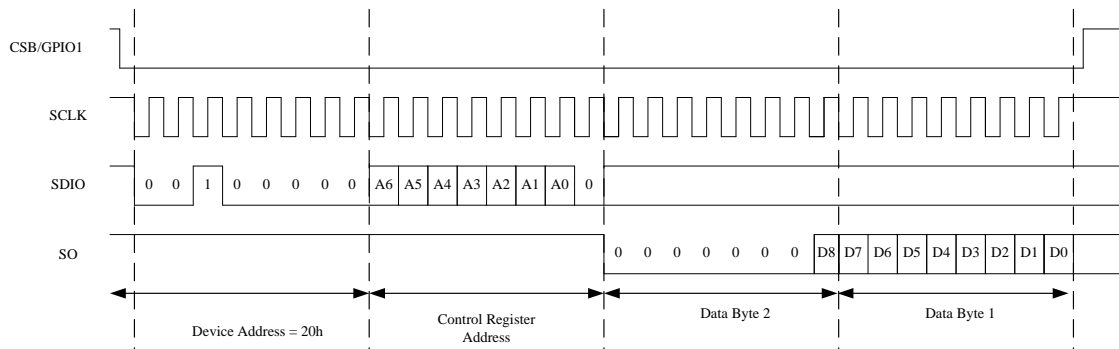 CSB/GPIO1
SCLK
SDIO 0 0 1 0 0 0 0 0 A6 A5 A4 A3 A2 A1 A0 0
SO 0 0 0 0 0 0 0 D8 D7 D6 D5 D4 D3 D2 D1 D0
Device Address = 20h
Control Register
Address
Data Byte 2
Data Byte 1